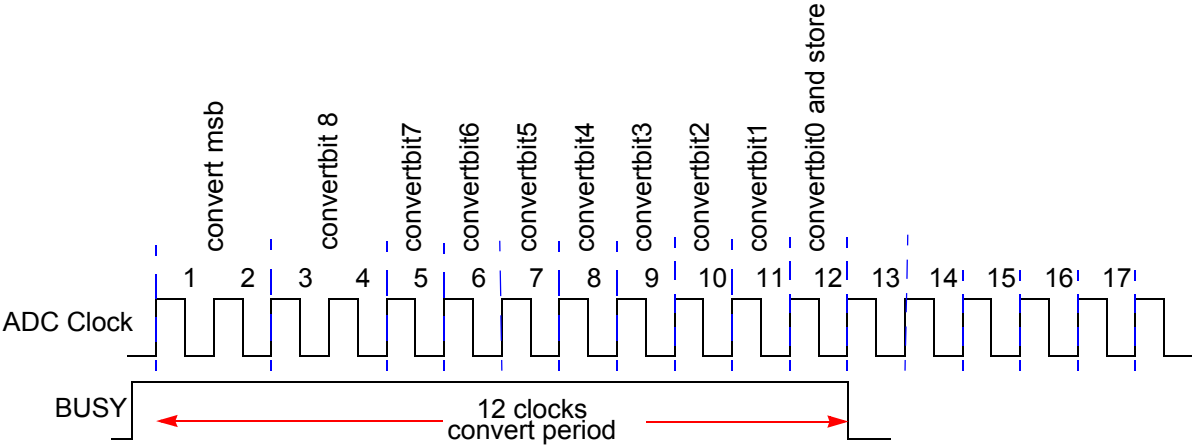 convert msb
convertbit 8
convertbit7
convertbit6
convertbit5
convertbit4
convertbit3
convertbit2
convertbit1
convertbit0 and store
1 2 3 4 5 6 7 8 9 10 11 12 13 14 15 16 17
ADC Clock
BUSY
12 clocks
convert period